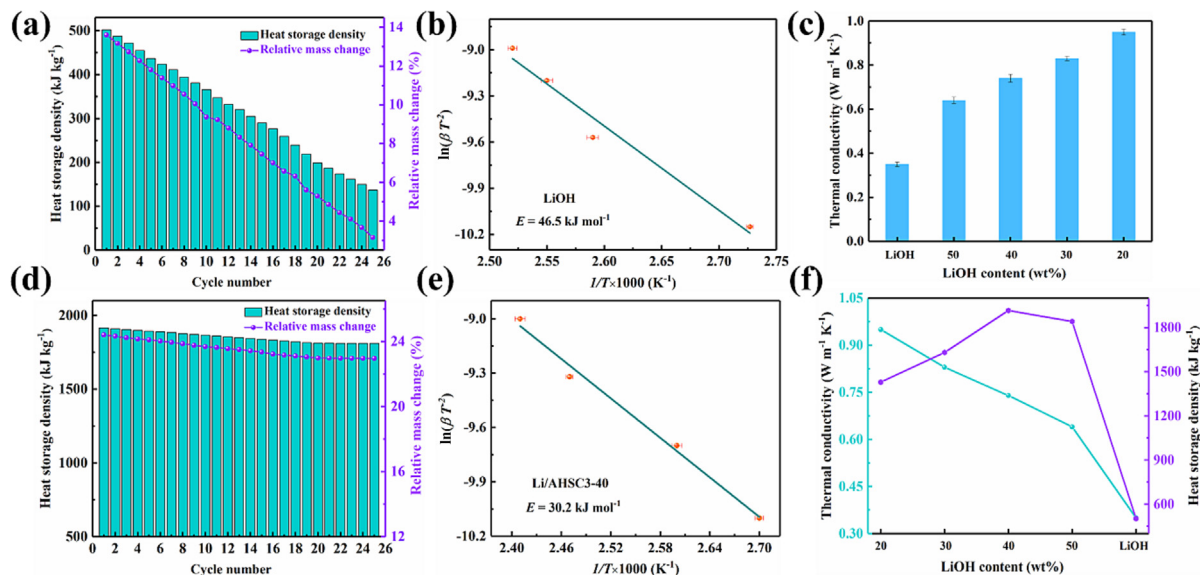 (a)
Heat storage density (kJ kg-1)
500
400
300
200
100
0
Heat storage density
Relative mass change
14
12
10
8
6
4
Relative mass change (%)
0 2 4 6 8 10 12 14 16 18 20 22 24 26
Cycle number
(b)
ln(β T-2)
-9.0
-9.3
-9.6
-9.9
-10.2
LiOH
E = 46.5 kJ mol-1
2.50 2.55 2.60 2.65 2.70 2.75
1/T×1000 (K-1)
(c)
Thermal conductivity (W m-1 K-1)
1.0
0.8
0.6
0.4
0.2
0.0
LiOH 50 40 30 20
LiOH content (wt%)
(d)
Heat storage density (kJ kg-1)
2000
1500
1000
500
Heat storage density
Relative mass change
24
21
18
15
12
Relative mass change (%)
0 2 4 6 8 10 12 14 16 18 20 22 24 26
Cycle number
(e)
ln(β T-2)
-9.0
-9.3
-9.6
-9.9
-10.2
Li/AHSC3-40
E = 30.2 kJ mol-1
2.40 2.46 2.52 2.58 2.64 2.70
1/T×1000 (K-1)
(f)
Thermal conductivity (W m-1 K-1)
1.05
0.90
0.75
0.60
0.45
0.30
1800
1500
1200
900
600
Heat storage density (kJ kg-1)
20 30 40 50 LiOH
LiOH content (wt%)